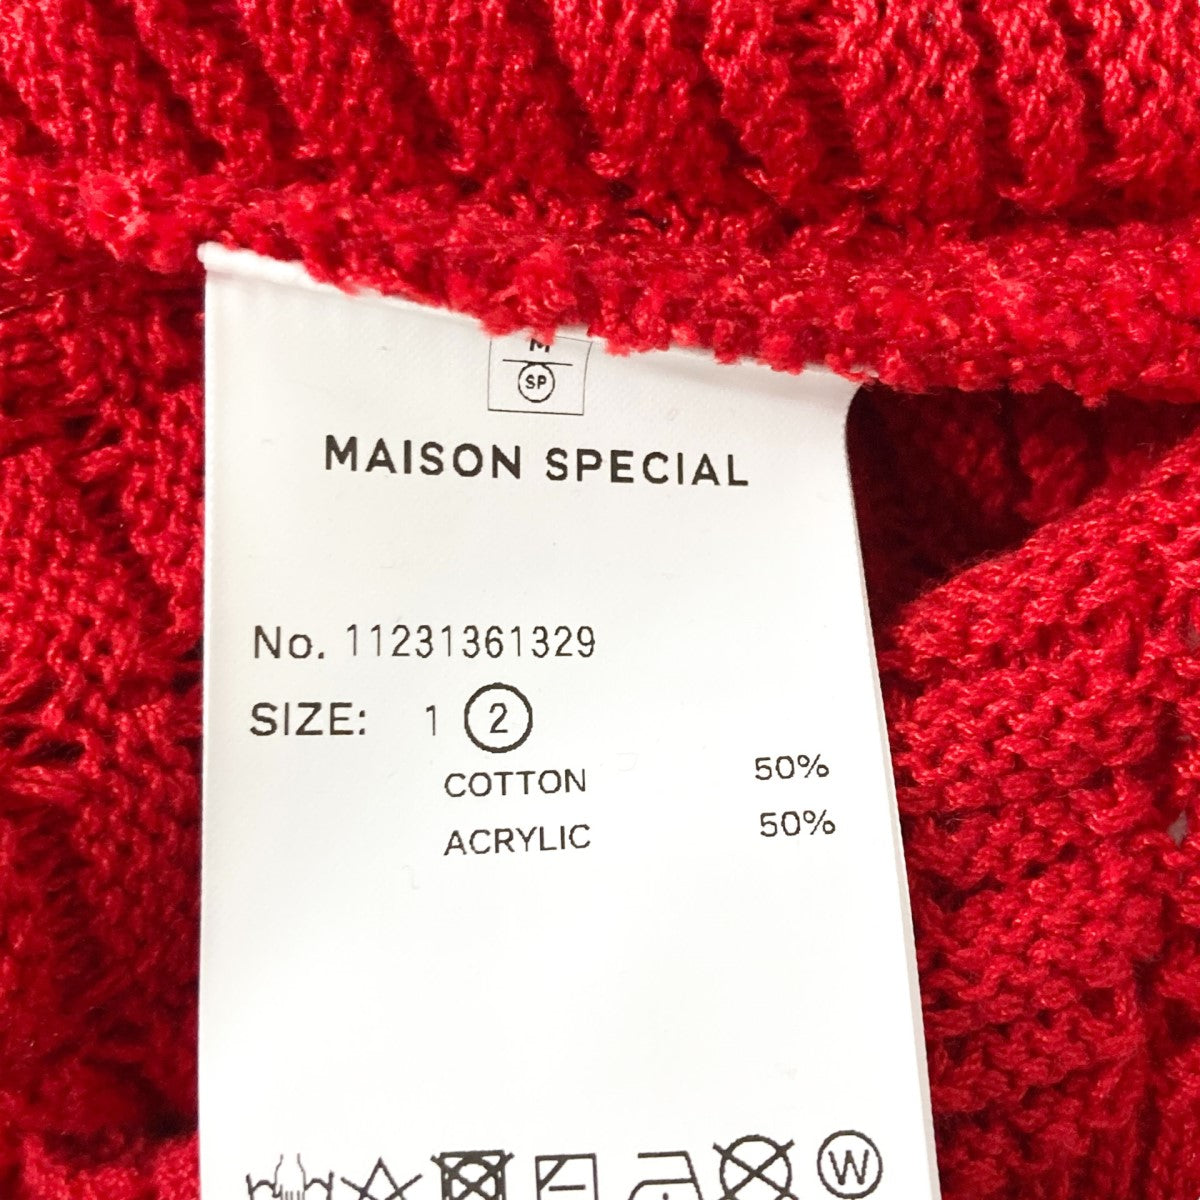 M
SP
MAISON SPECIAL
No. 11231361329
SIZE: 1 2
COTTON 50%
ACRYLIC 50%
W